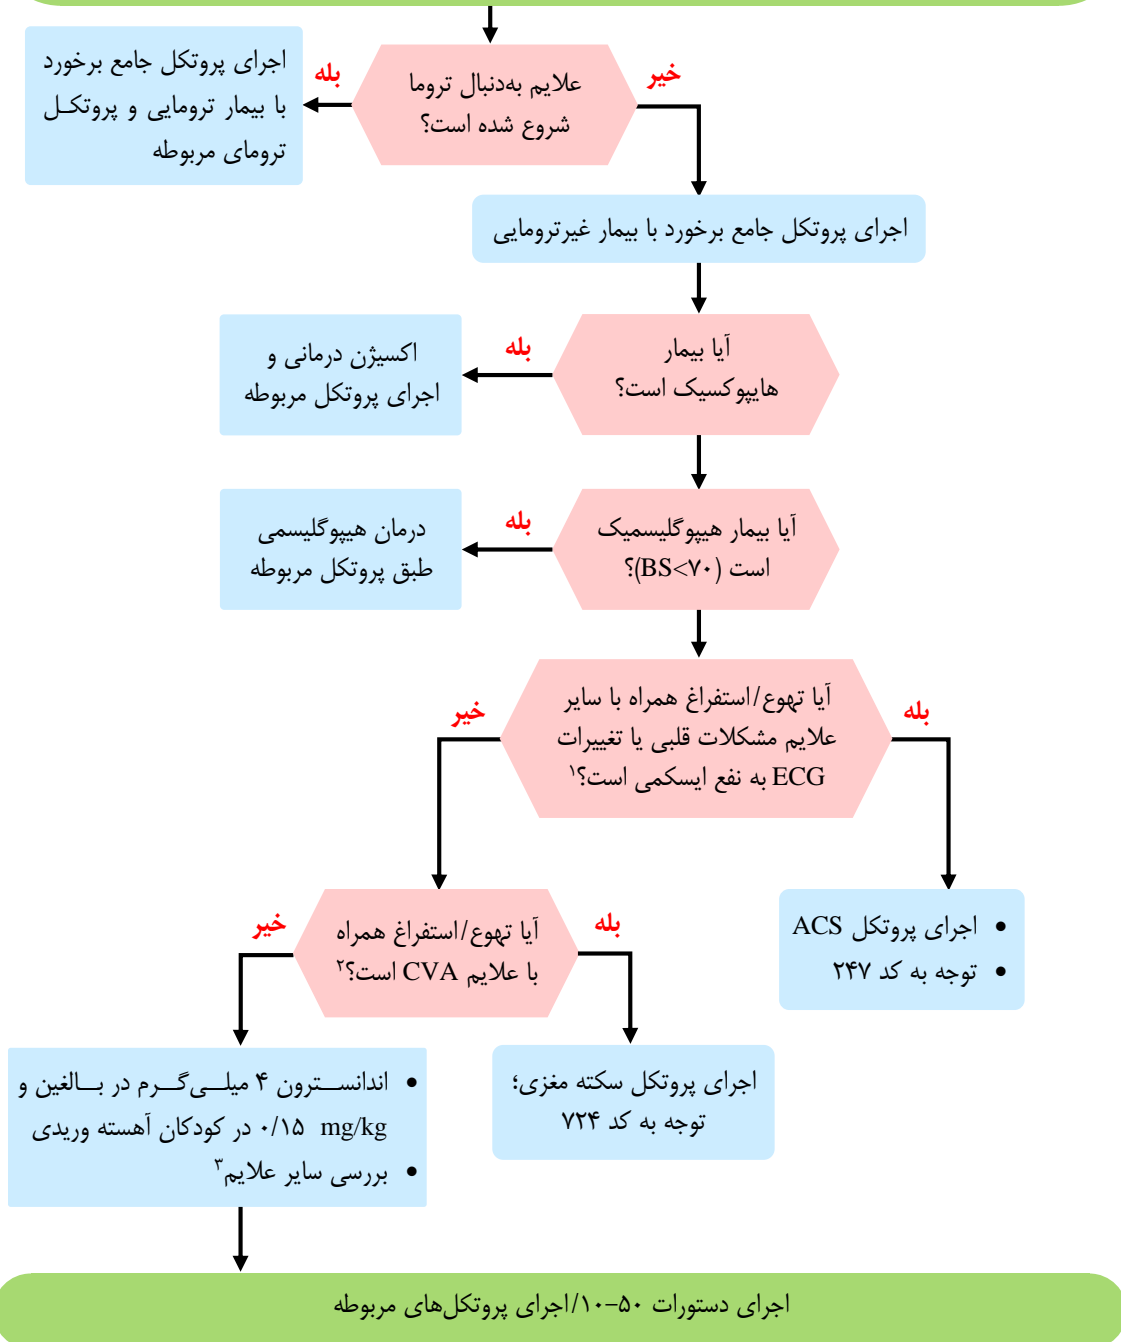 علایم به‌دنبال تروما
شروع شده است؟
بله
خیر
اجرای پروتکل جامع برخورد
با بیمار ترومایی و پروتکل
ترومای مربوطه
اجرای پروتکل جامع برخورد با بیمار غیرترومایی
آیا بیمار
هایپوکسیک است؟
بله
اکسیژن درمانی و
اجرای پروتکل مربوطه
آیا بیمار هیپوگلیسمیک
است (BS<۷۰)؟
بله
درمان هیپوگلیسمی
طبق پروتکل مربوطه
آیا تهوع/استفراغ همراه با سایر
علایم مشکلات قلبی یا تغییرات
ECG به نفع ایسکمی است؟۱
بله
خیر
• اجرای پروتکل ACS
• توجه به کد ۲۴۷
آیا تهوع/استفراغ همراه
با علایم CVA است؟۲
بله
خیر
اجرای پروتکل سکته مغزی؛
توجه به کد ۷۲۴
• اندانسترون ۴ میلی‌گرم در بالغین و
۰/۱۵ mg/kg در کودکان آهسته وریدی
• بررسی سایر علایم۳
اجرای دستورات ۵۰-۱۰/اجرای پروتکل‌های مربوطه